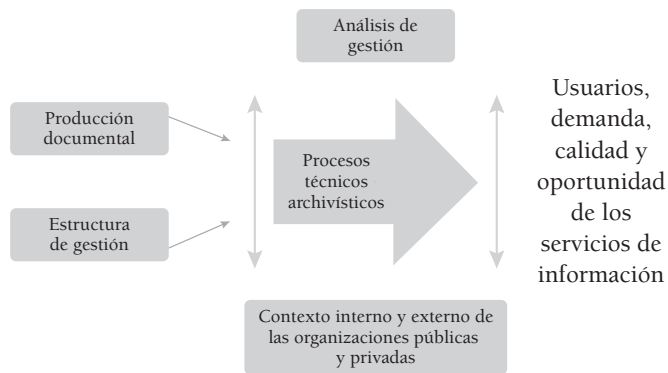 Análisis de
gestión
Producción
documental
Estructura
de gestión
Procesos
técnicos
archivísticos
Usuarios,
demanda,
calidad y
oportunidad
de los
servicios de
información
Contexto interno y externo de
las organizaciones públicas
y privadas